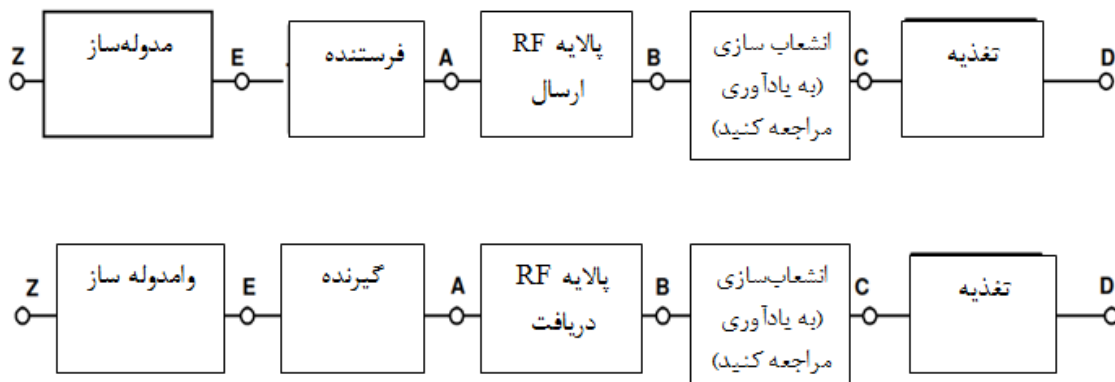 Z
مدوله‌ساز
E
فرستنده
A
پالایه RF
ارسال
B
انشعاب سازی
(به یادآوری
مراجعه کنید)
C
تغذیه
D
Z
وامدوله ساز
E
گیرنده
A
پالایه RF
دریافت
B
انشعاب‌سازی
(به یادآوری
مراجعه کنید)
C
تغذیه
D